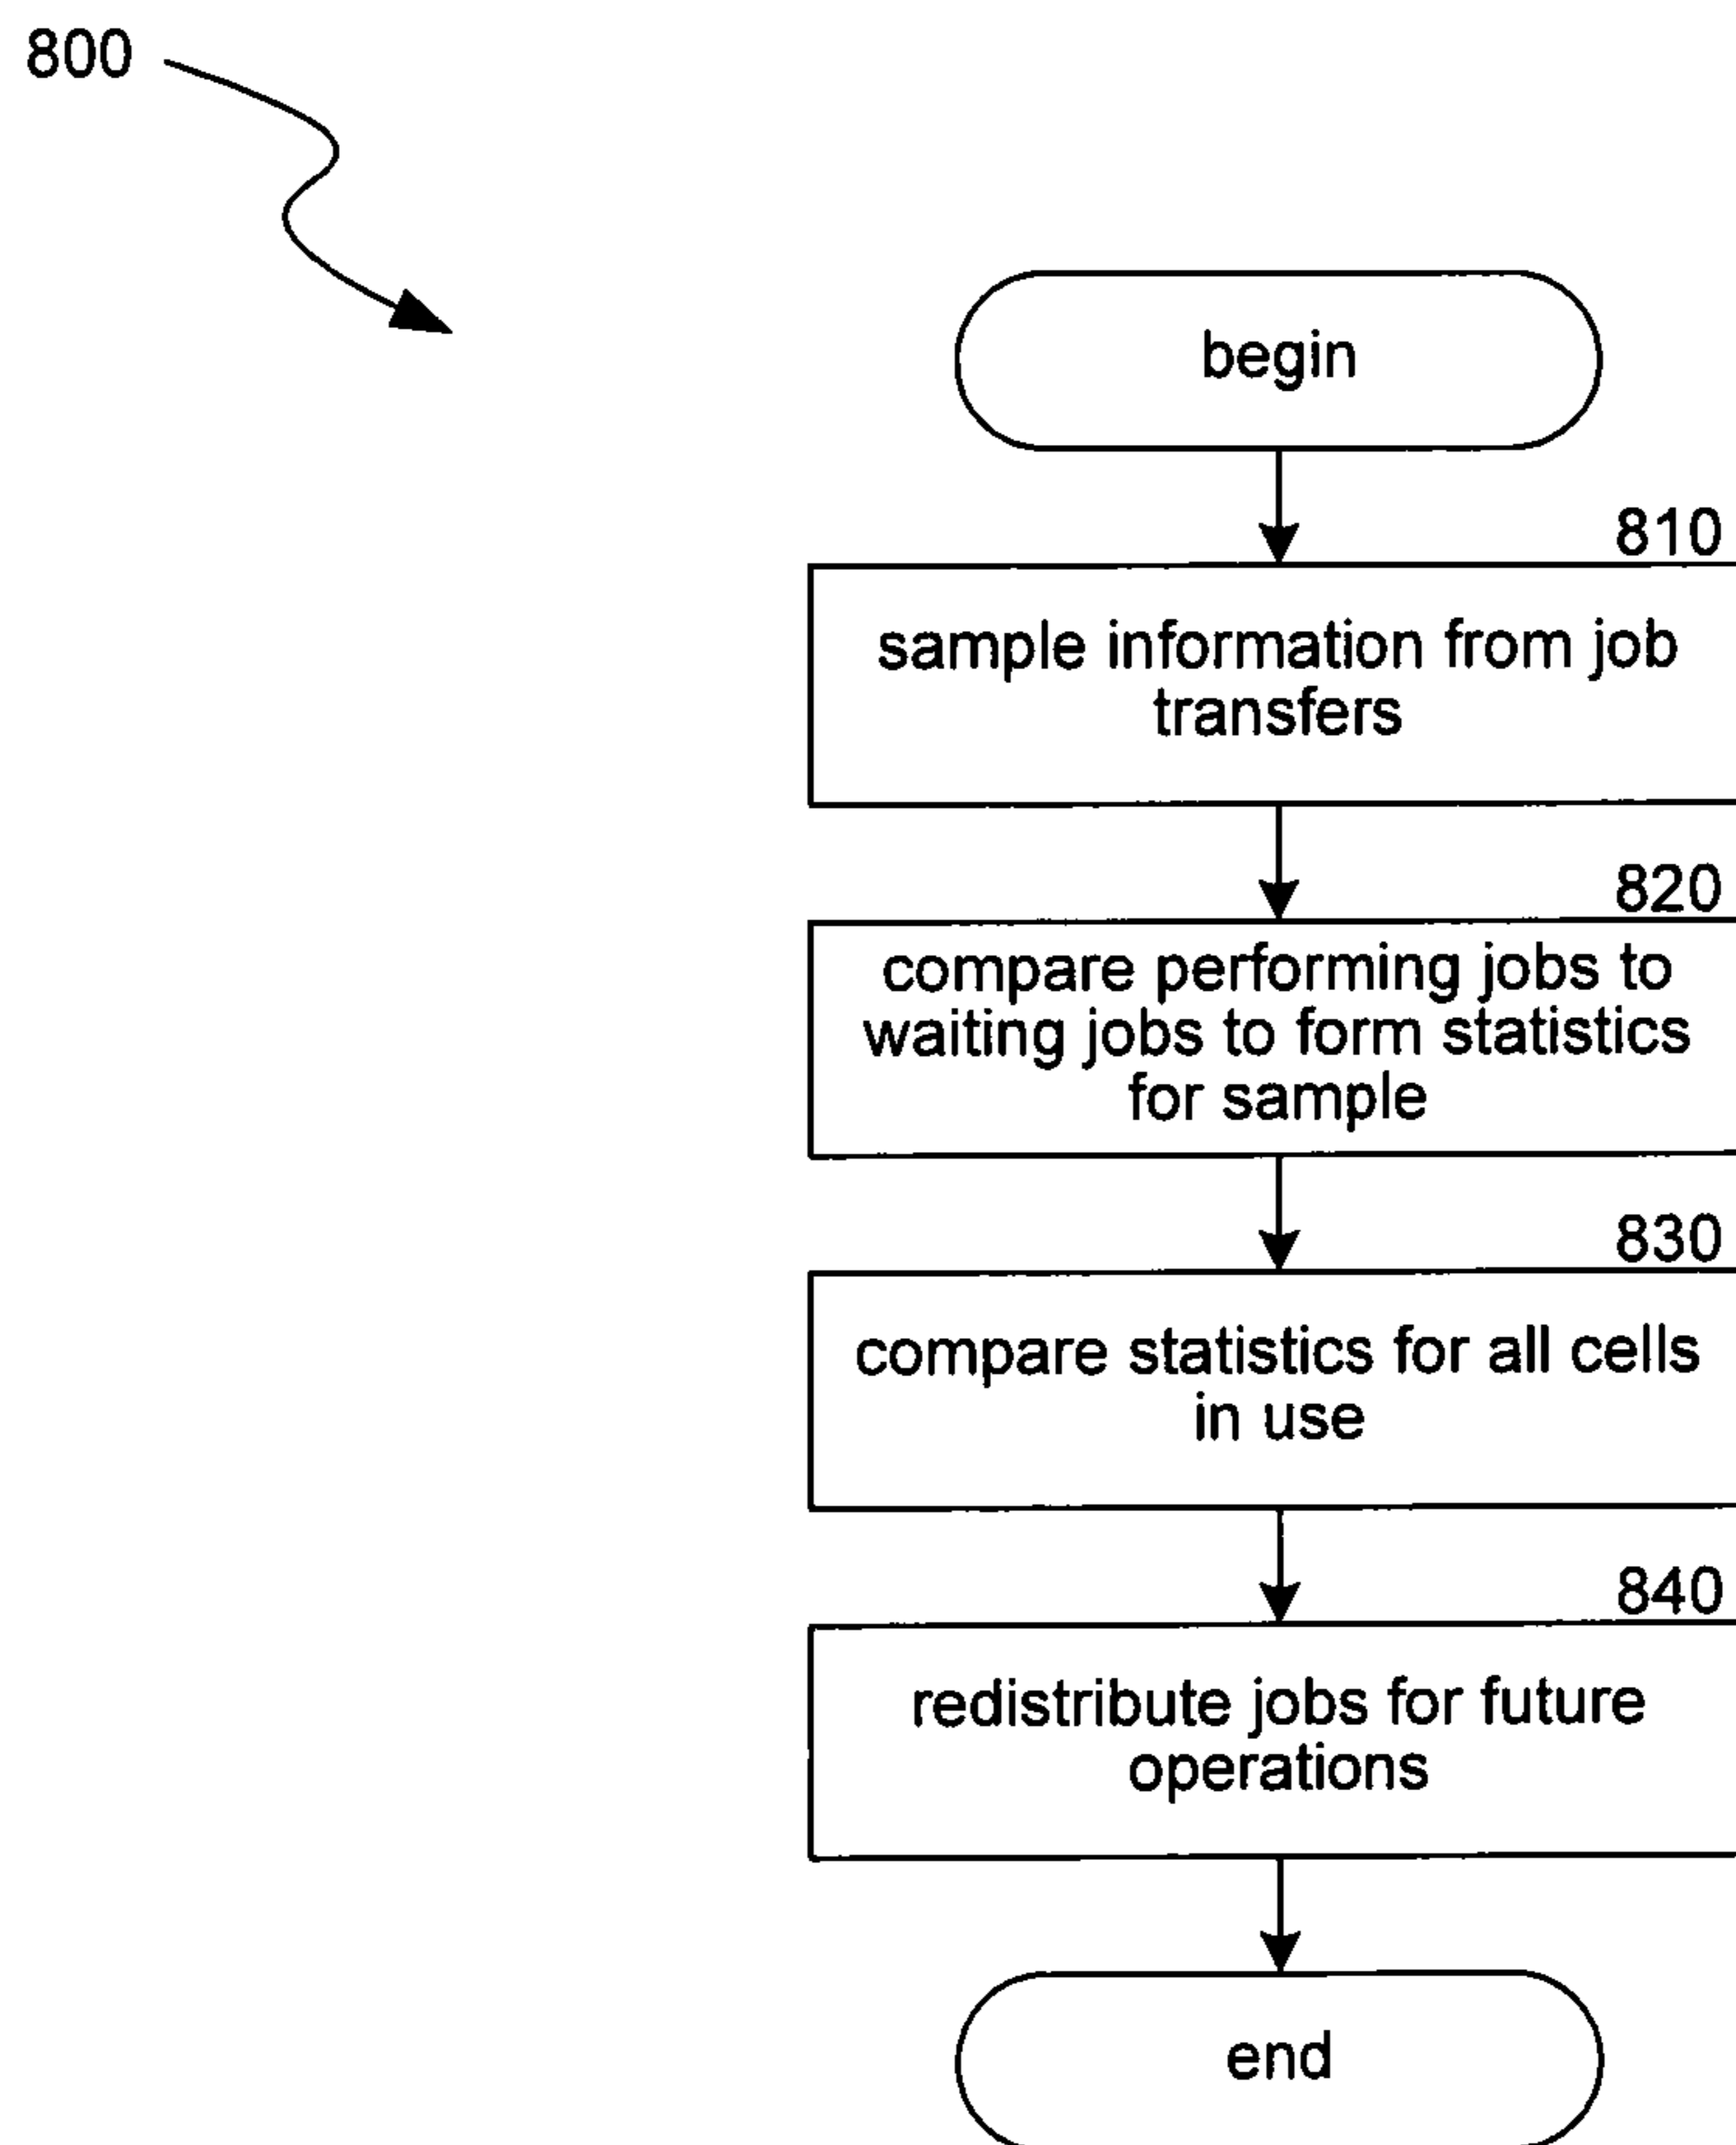 800
begin
810
sample information from job
transfers
820
compare performing jobs to
waiting jobs to form statistics
for sample
830
compare statistics for all cells
in use
840
redistribute jobs for future
operations
end